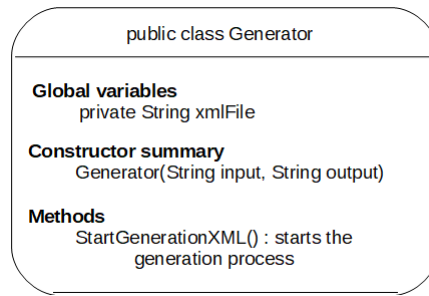 public class Generator
Global variables
private String xmlFile
Constructor summary
Generator(String input, String output)
Methods
StartGenerationXML() : starts the
generation process